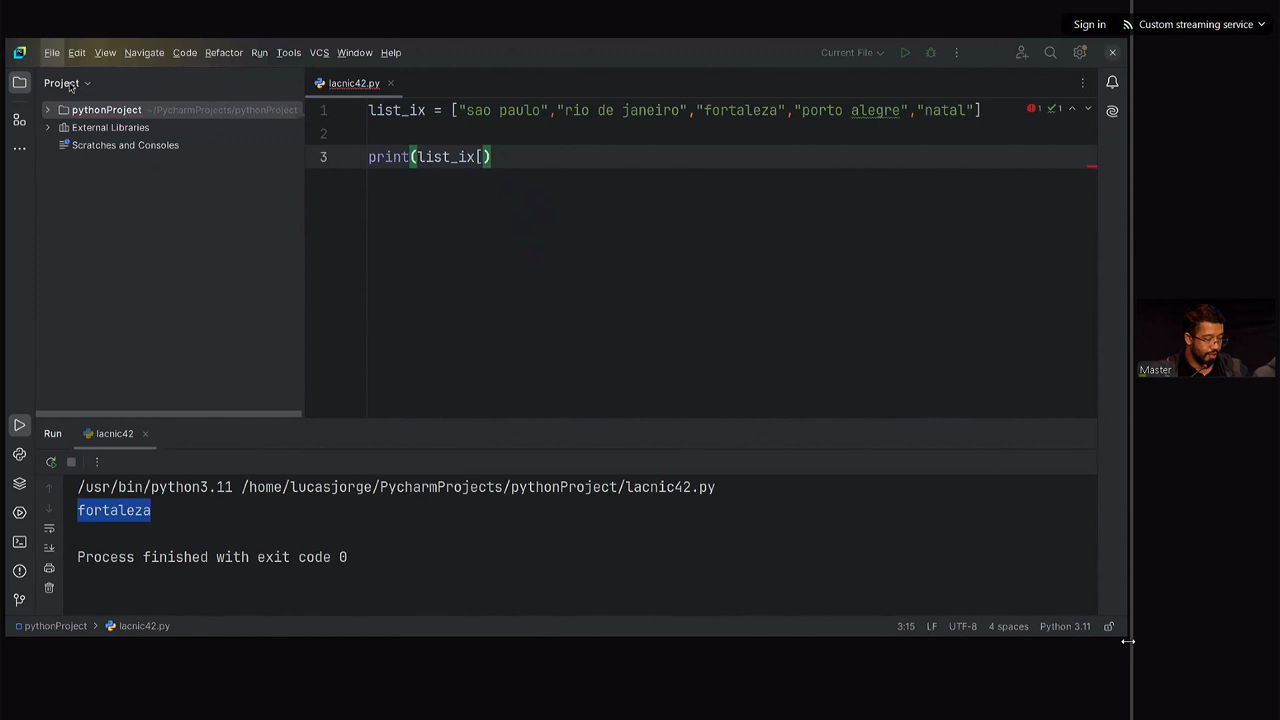 Sign in Custom streaming service
File Edit View Navigate Code Refactor Run Tools VCS Window Help Current File
Project lacnic42.py
pythonProject ~/PycharmProjects/pythonProject
External Libraries
Scratches and Consoles
1 list_ix = ["sao paulo","rio de janeiro","fortaleza","porto alegre","natal"] 1 1
2
3 print(list_ix[)
Master
Run lacnic42
/usr/bin/python3.11 /home/lucasjorge/PycharmProjects/pythonProject/lacnic42.py
fortaleza
Process finished with exit code 0
pythonProject > lacnic42.py 3:15 LF UTF-8 4 spaces Python 3.11